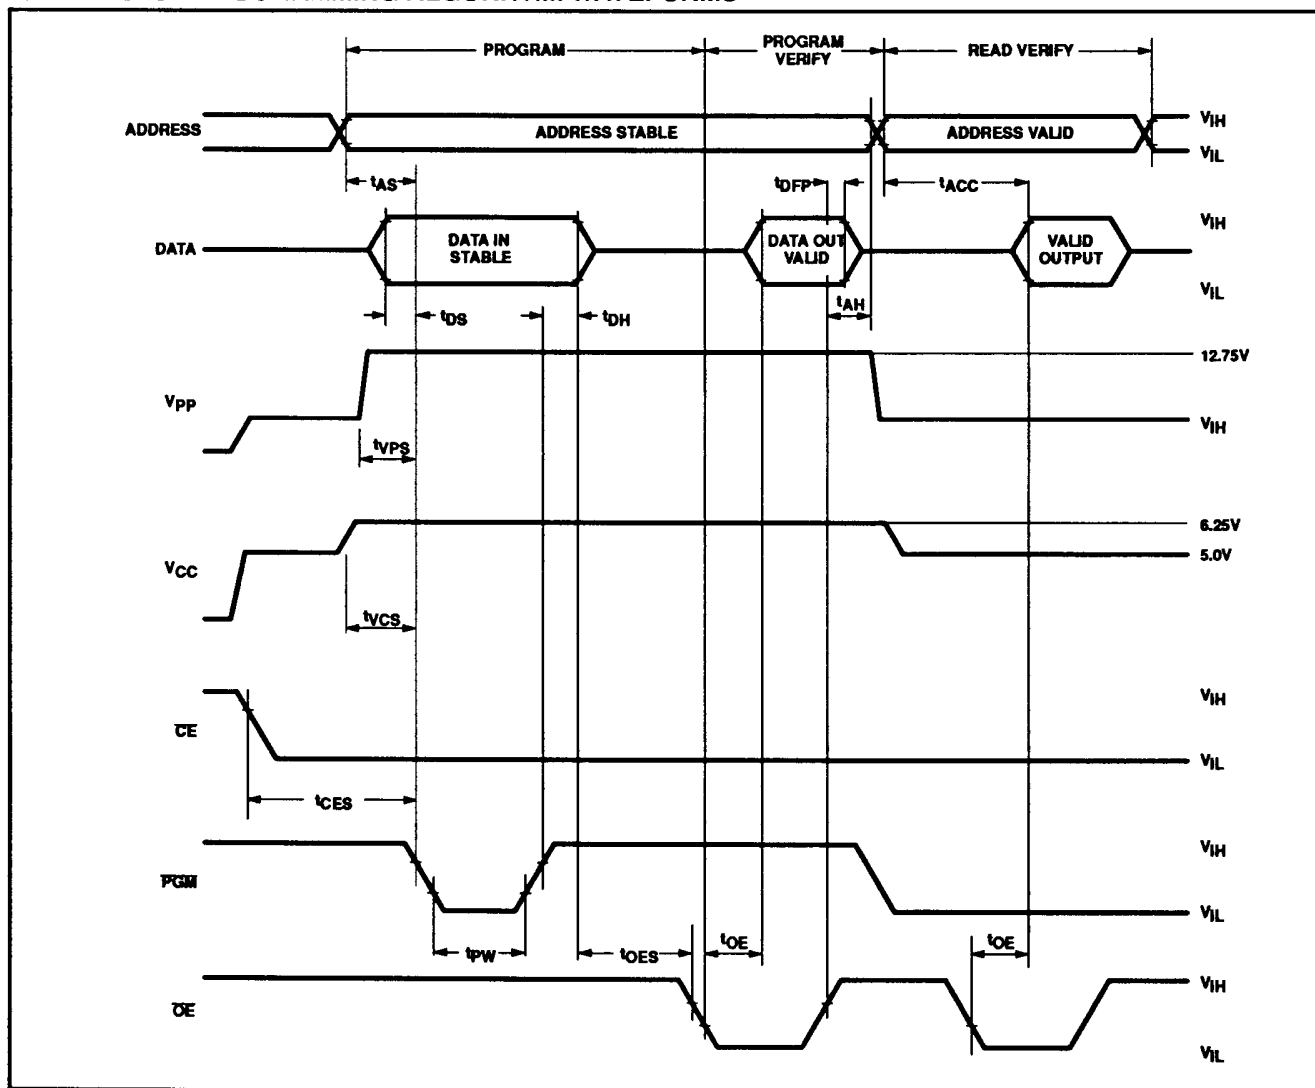 PROGRAM
PROGRAM
VERIFY
READ VERIFY
ADDRESS
ADDRESS STABLE
ADDRESS VALID
VIH
VIL
tAS
tDFP
tACC
DATA
DATA IN
STABLE
DATA OUT
VALID
VALID
OUTPUT
VIH
VIL
tDS
tDH
tAH
12.75V
VPP
VIH
tVPS
6.25V
5.0V
VCC
tVCS
VIH
CE
VIL
tCES
VIH
PGM
VIL
tPW
tOES
tOE
tOE
VIH
OE
VIL